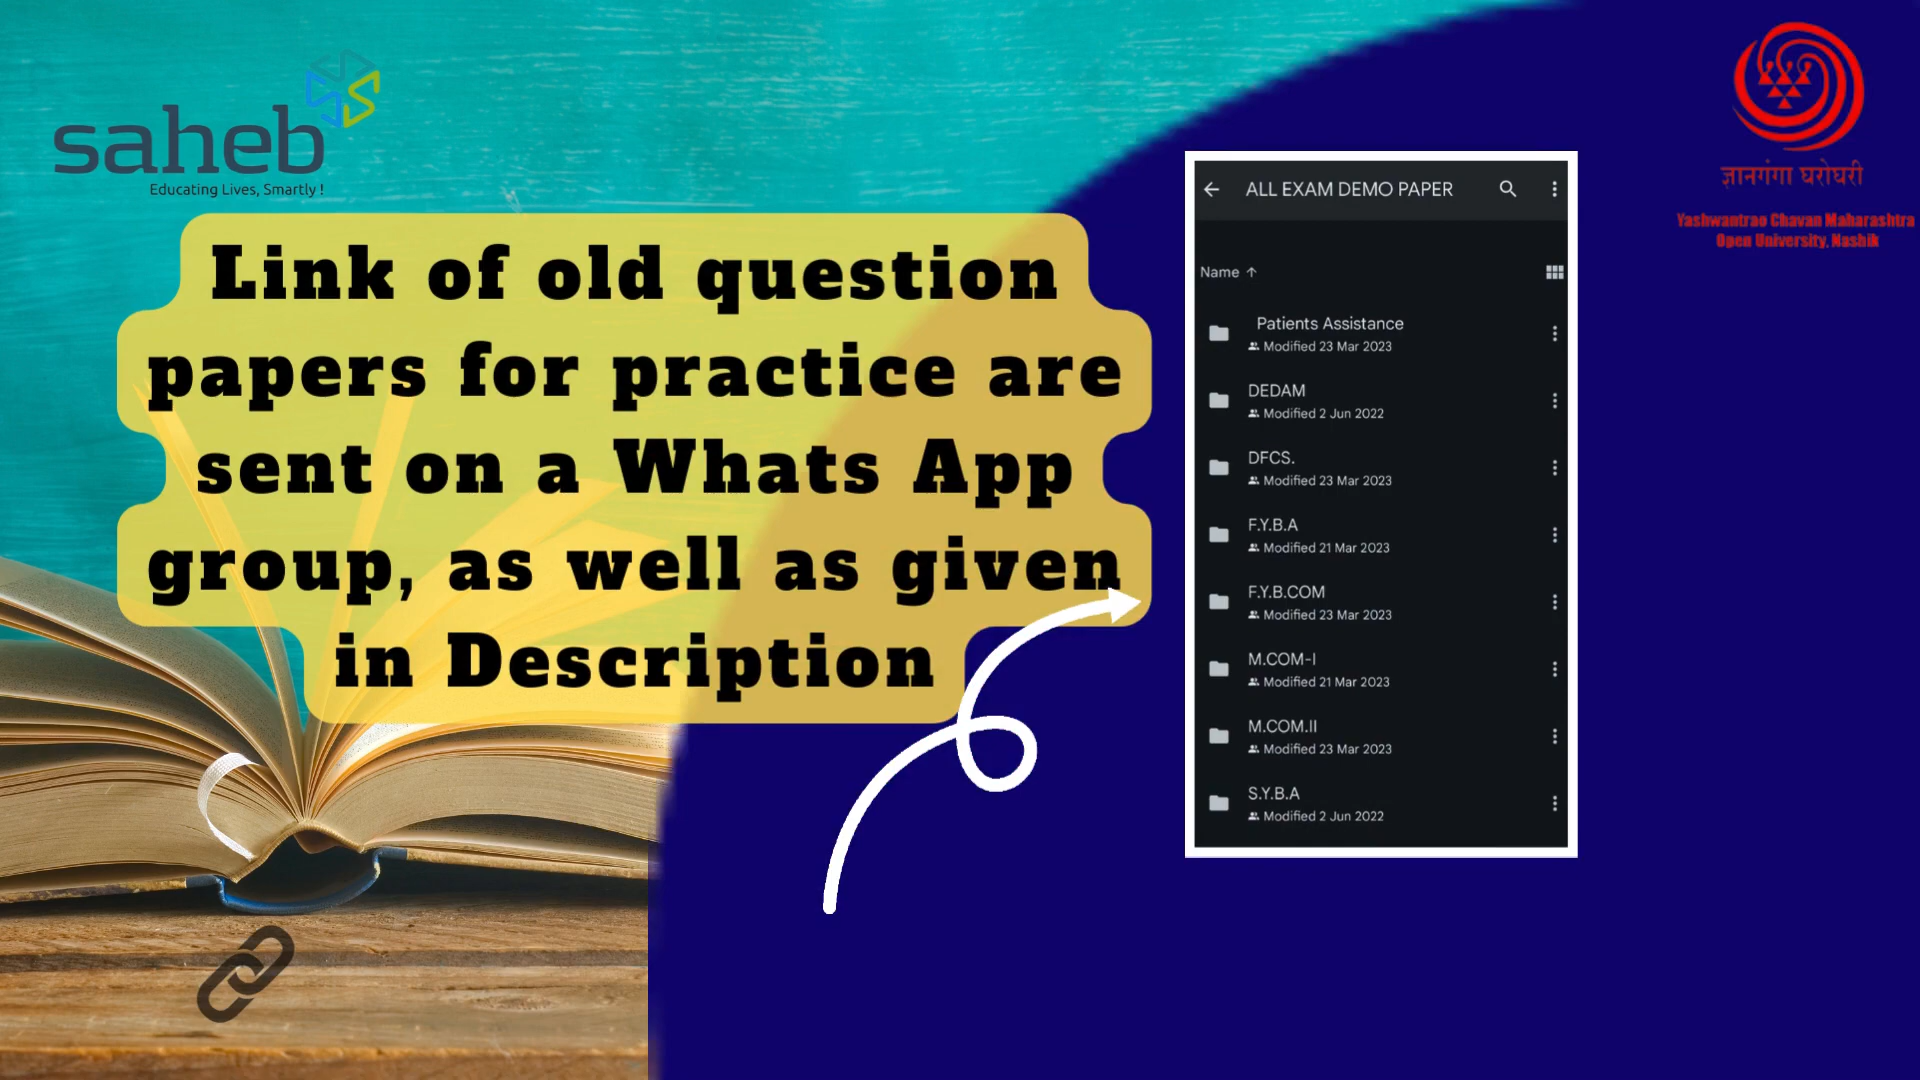 saheb
Educating Lives, Smartly !
Link of old question
papers for practice are
sent on a Whats App
group, as well as given
in Description
ALL EXAM DEMO PAPER
Name
Patients Assistance
Modified 23 Mar 2023
DEDAM
Modified 2 Jun 2022
DFCS.
Modified 23 Mar 2023
F.Y.B.A
Modified 21 Mar 2023
F.Y.B.COM
Modified 23 Mar 2023
M.COM-I
Modified 21 Mar 2023
M.COM.II
Modified 23 Mar 2023
S.Y.B.A
Modified 2 Jun 2022
ज्ञानगंगा घरोघरी
Yashwantrao Chavan Maharashtra
Open University, Nashik